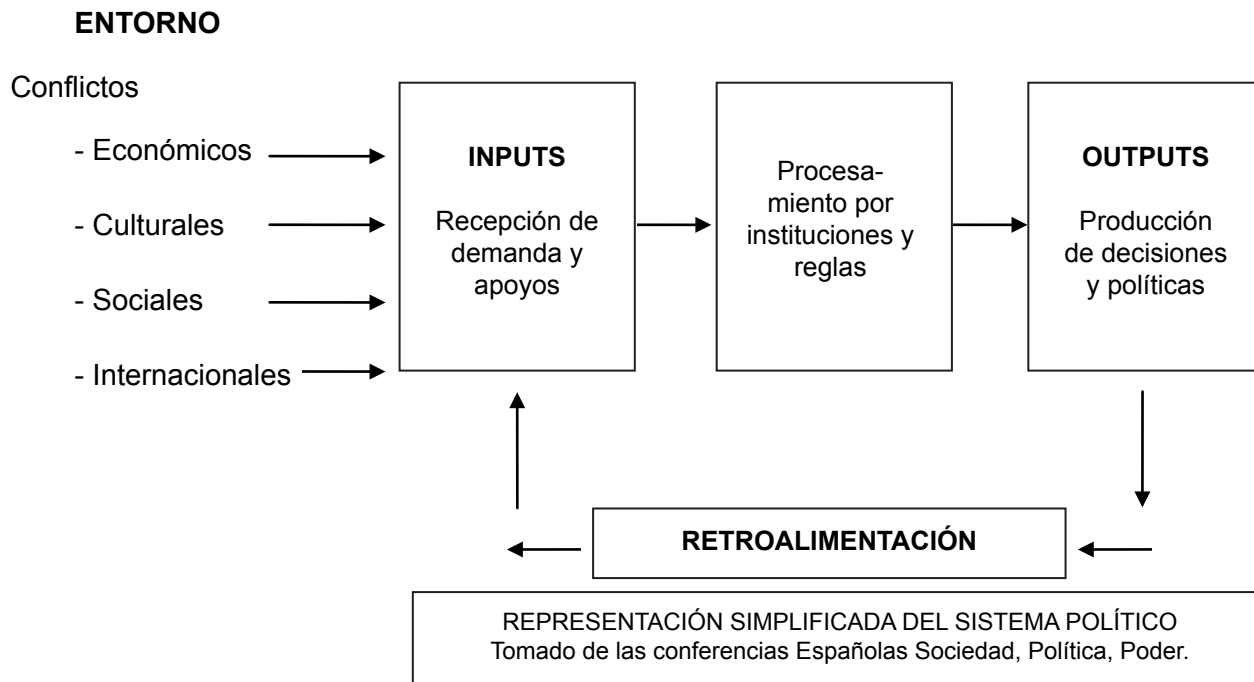 ENTORNO
Conflictos
- Económicos
- Culturales
- Sociales
- Internacionales
INPUTS
Recepción de
demanda y
apoyos
Procesa-
miento por
instituciones y
reglas
OUTPUTS
Producción
de decisiones
y políticas
RETROALIMENTACIÓN
REPRESENTACIÓN SIMPLIFICADA DEL SISTEMA POLÍTICO
Tomado de las conferencias Españolas Sociedad, Política, Poder.